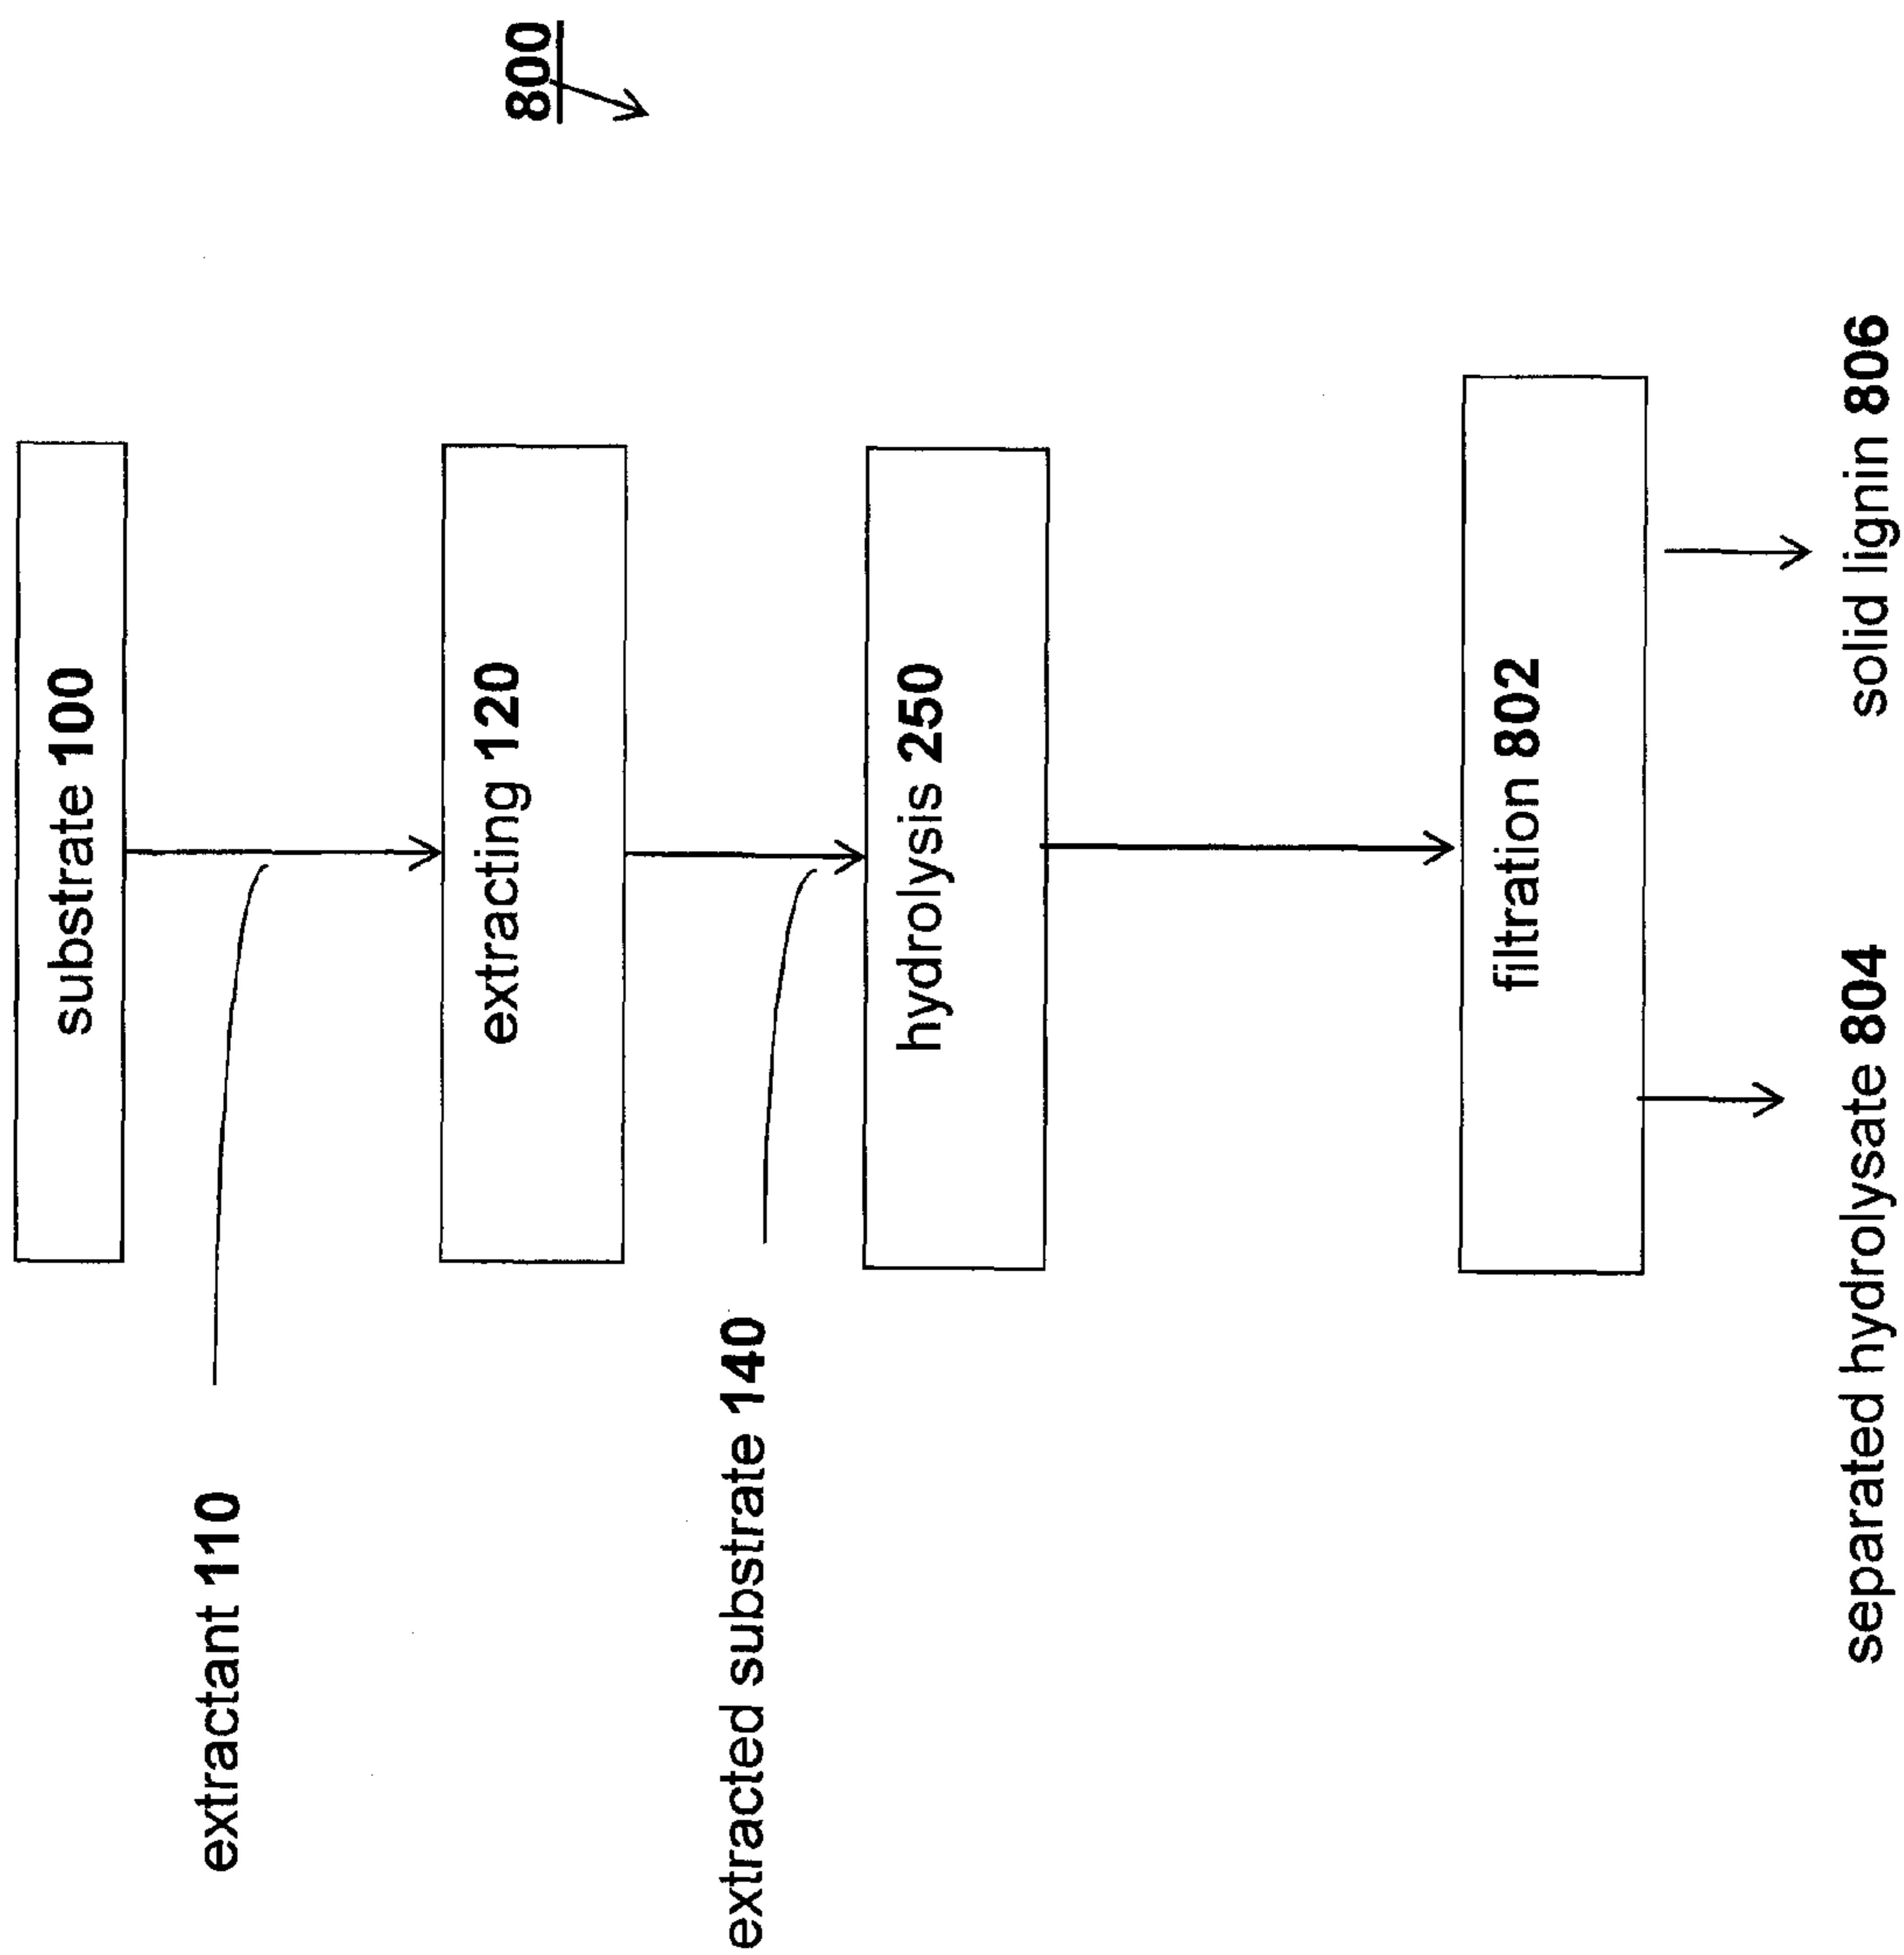 800
substrate 100
extractant 110
extracting 120
extracted substrate 140
hydrolysis 250
filtration 802
separated hydrolysate 804
solid lignin 806